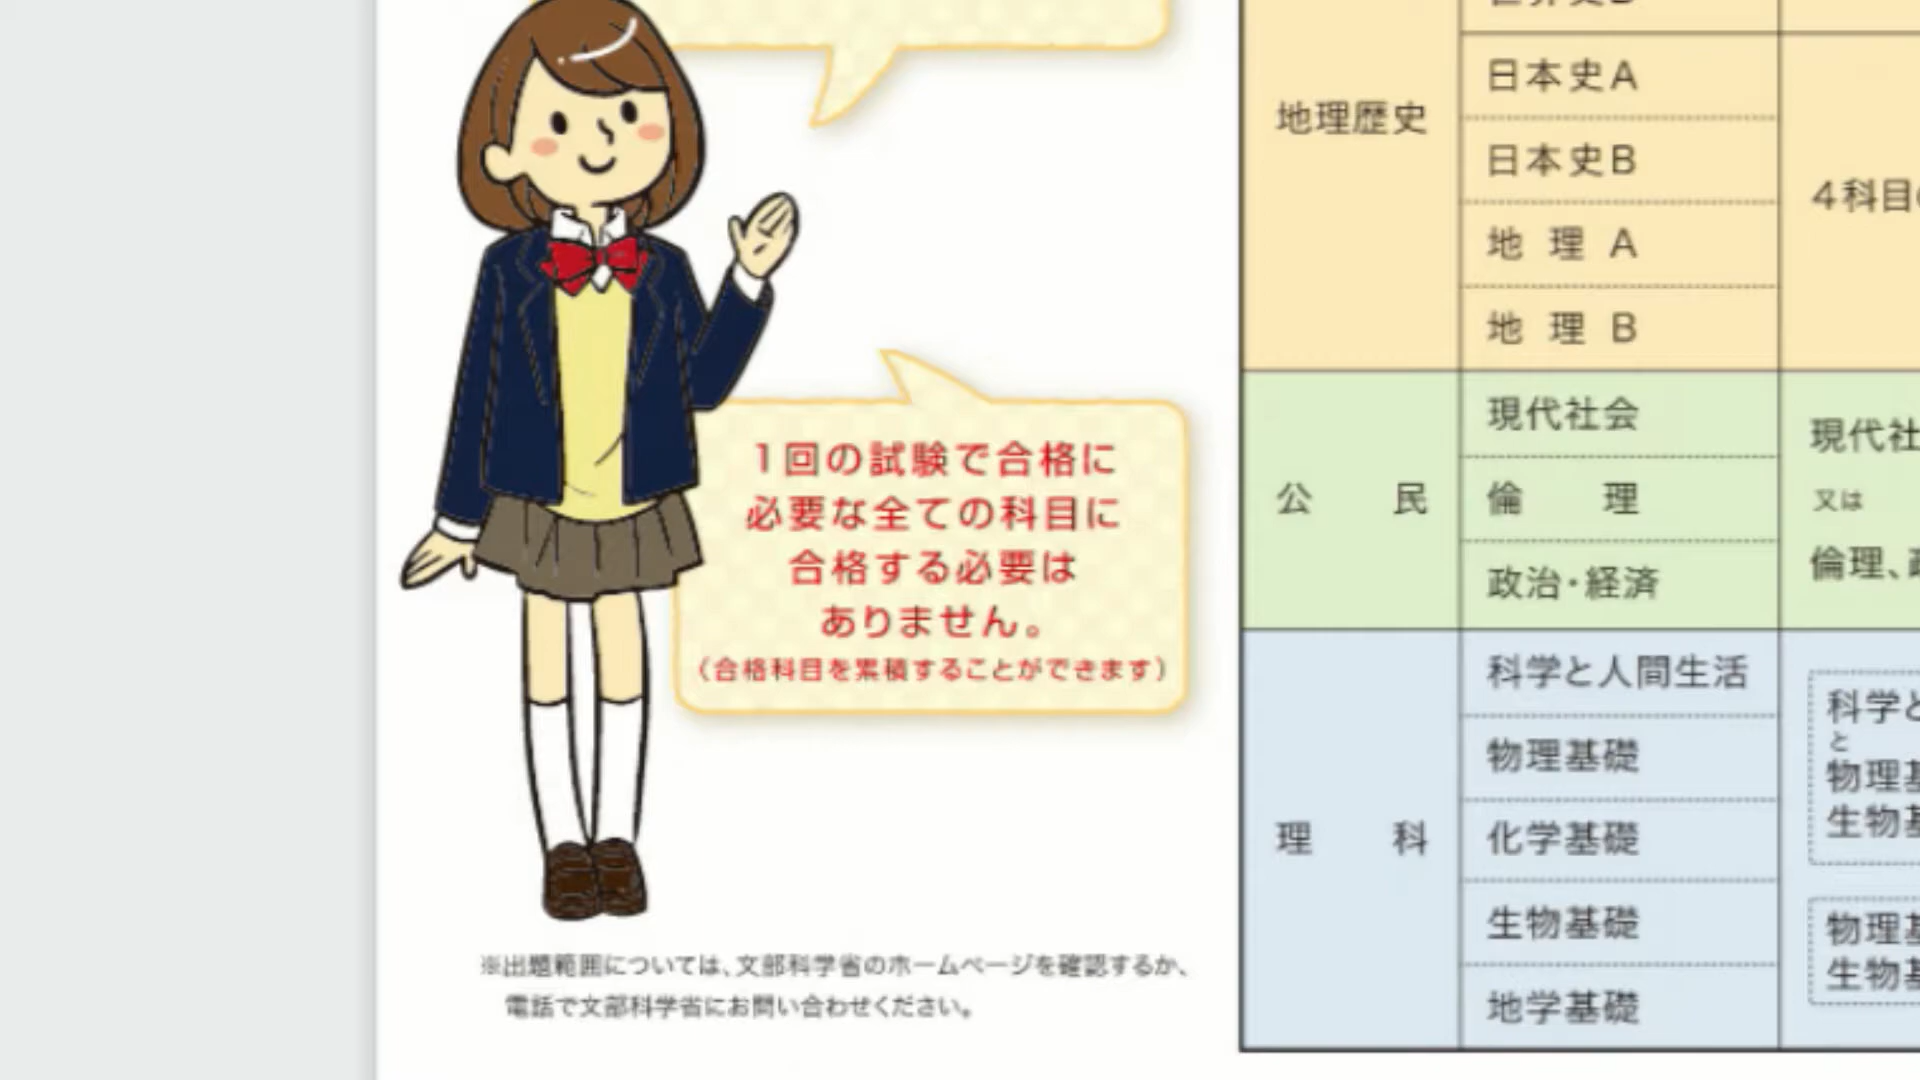 1回の試験で合格に
必要な全ての科目に
合格する必要は
ありません。
(合格科目を累積することができます)
※出題範囲については、文部科学省のホームページを確認するか、
電話で文部科学省にお問い合わせください。
地理歴史
日本史A
日本史B
地 理 A
地 理 B
4科目
公 民
現代社会
倫 理
政治・経済
現代社
又は
倫理、
理 科
科学と人間生活
物理基礎
化学基礎
生物基礎
地学基礎
科学と
と
物理基
生物基
物理基
生物基